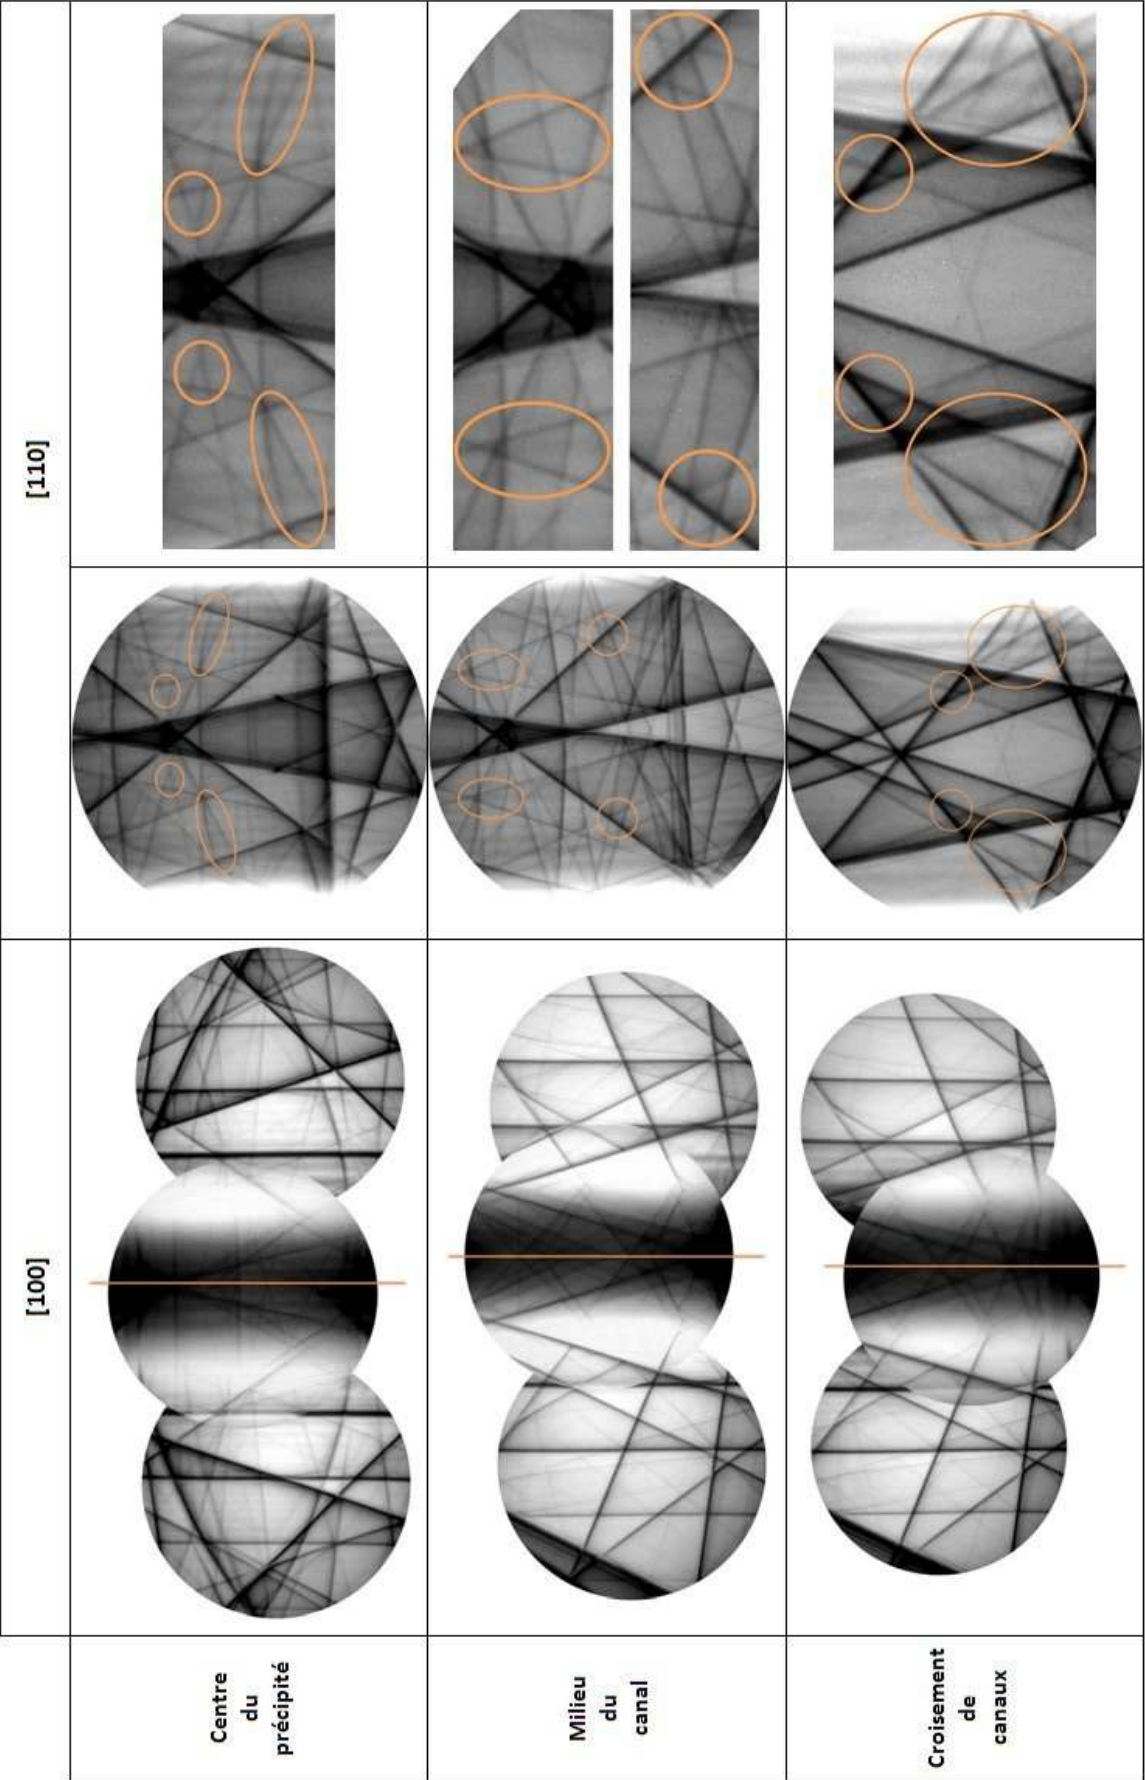 [100]
[110]
Centre
du
précipité
Milieu
du
canal
Croisement
de
canaux